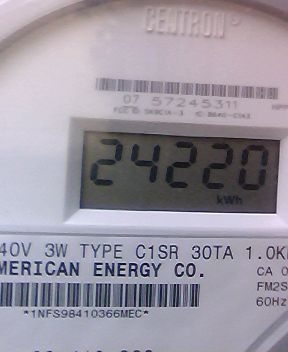 CENTRON
07 57245311
24220
kWh
40V 3W TYPE C1SR 30TA 1.0K
MERICAN ENERGY CO.
CA 0
FM2S
60Hz
*1NFS98410366MEC*